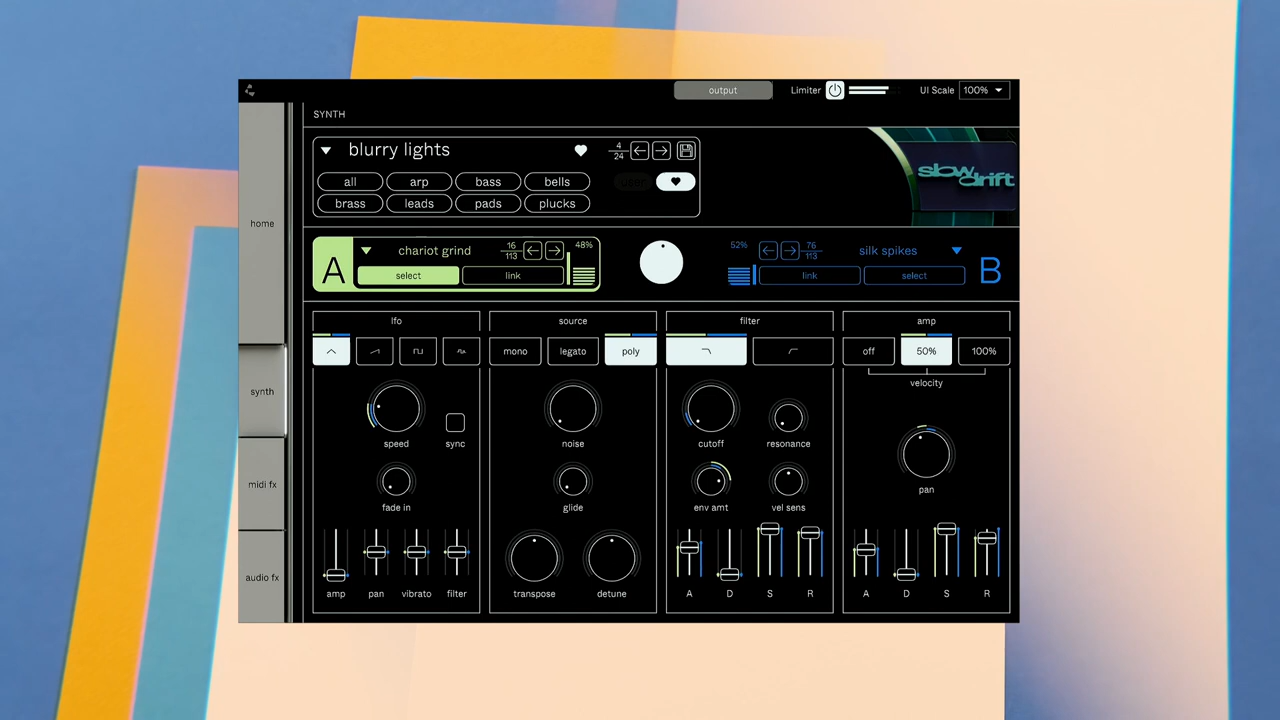 output Limiter UI Scale 100%
SYNTH
blurry lights 4/24
all arp bass bells user
brass leads pads plucks
slow drift
home
synth
midi fx
audio fx
A chariot grind 16/113 48%
select link
52% 76/113 silk spikes B
link select
lfo
speed sync
fade in
amp pan vibrato filter
source
mono legato poly
noise
glide
transpose detune
filter
cutoff resonance
env amt vel sens
A D S R
amp
off 50% 100%
velocity
pan
A D S R